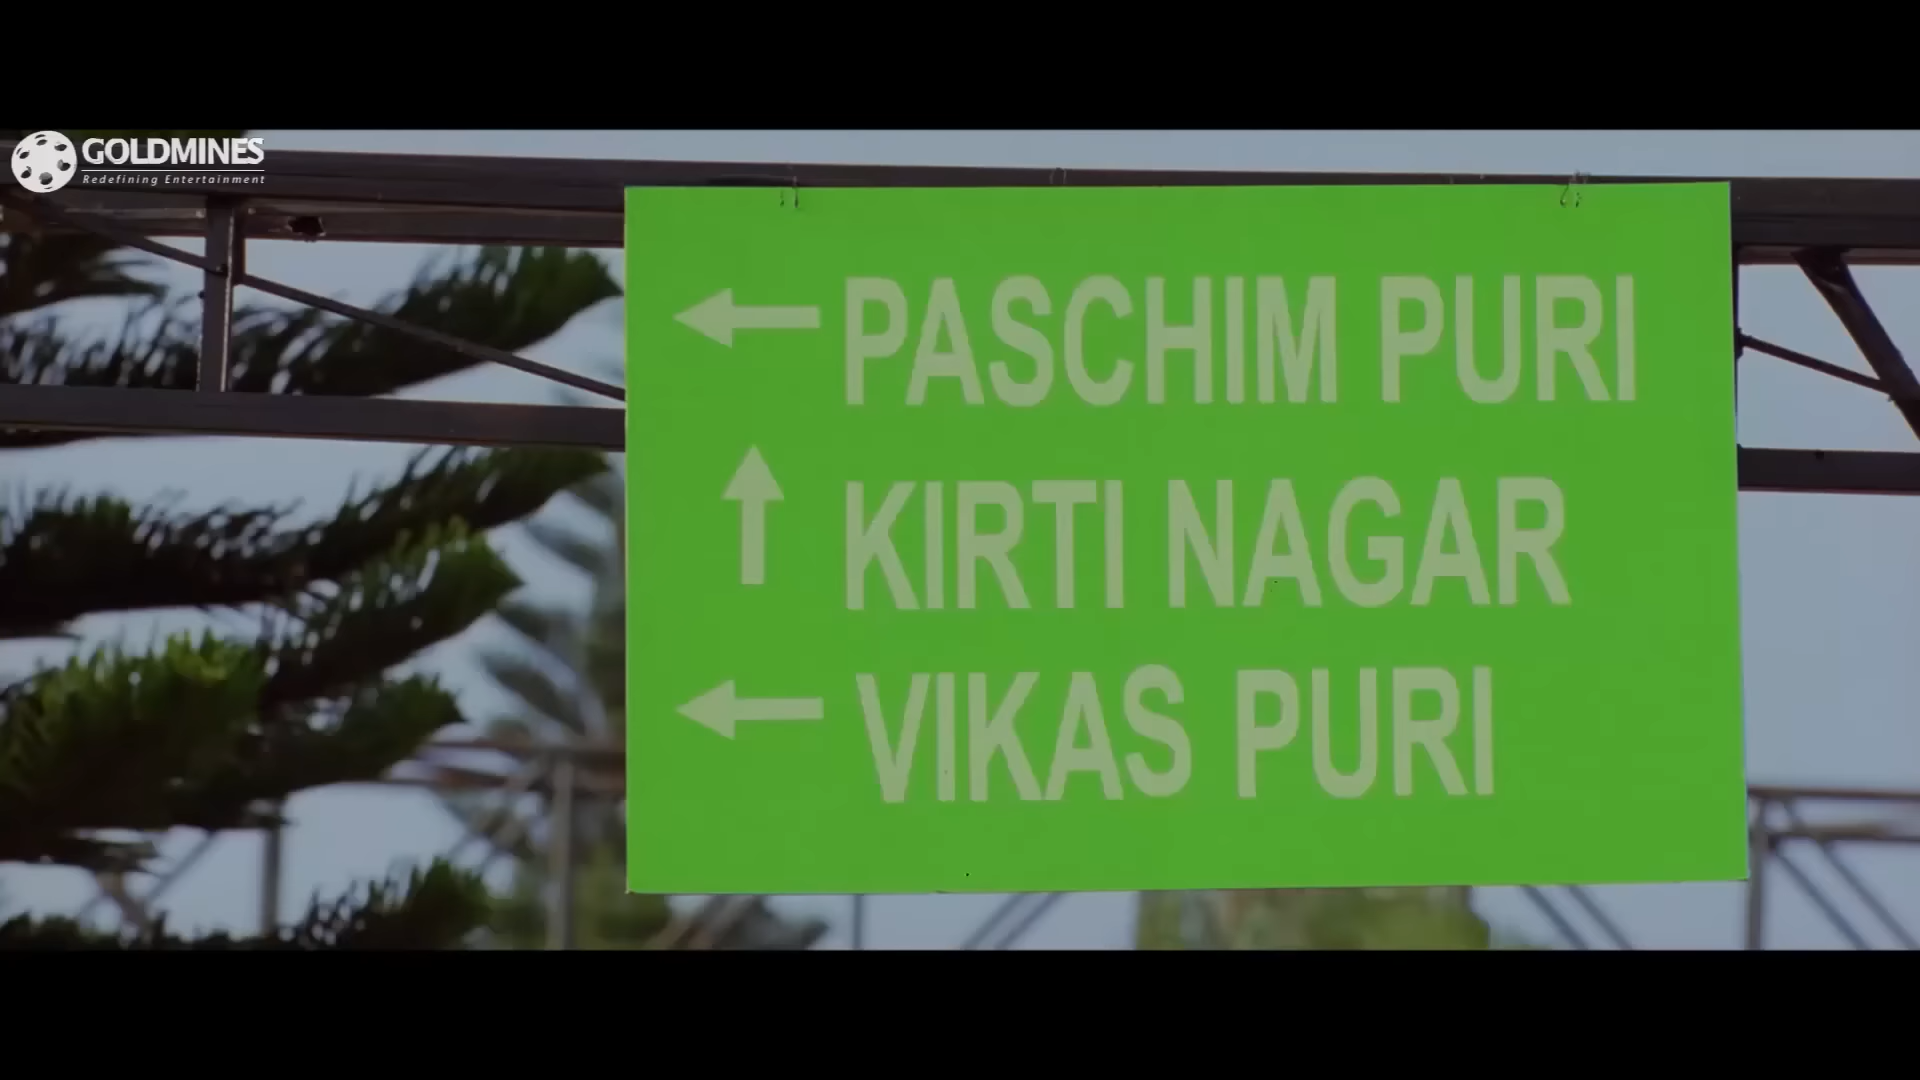 GOLDMINES
Redefining Entertainment
PASCHIM PURI
KIRTI NAGAR
VIKAS PURI